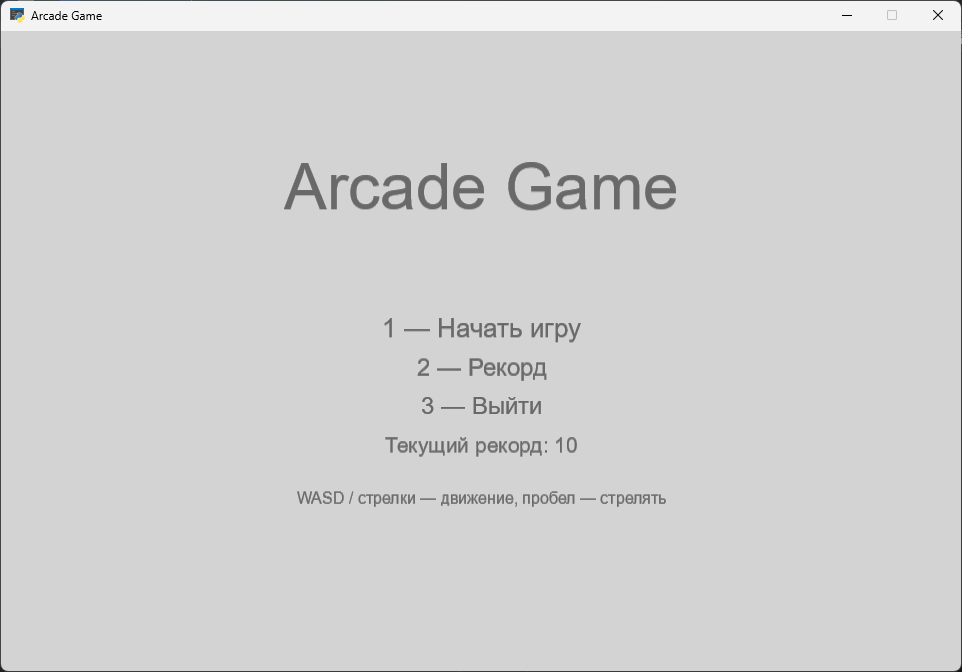 Arcade Game
Arcade Game
1 — Начать игру
2 — Рекорд
3 — Выйти
Текущий рекорд: 10
WASD / стрелки — движение, пробел — стрелять